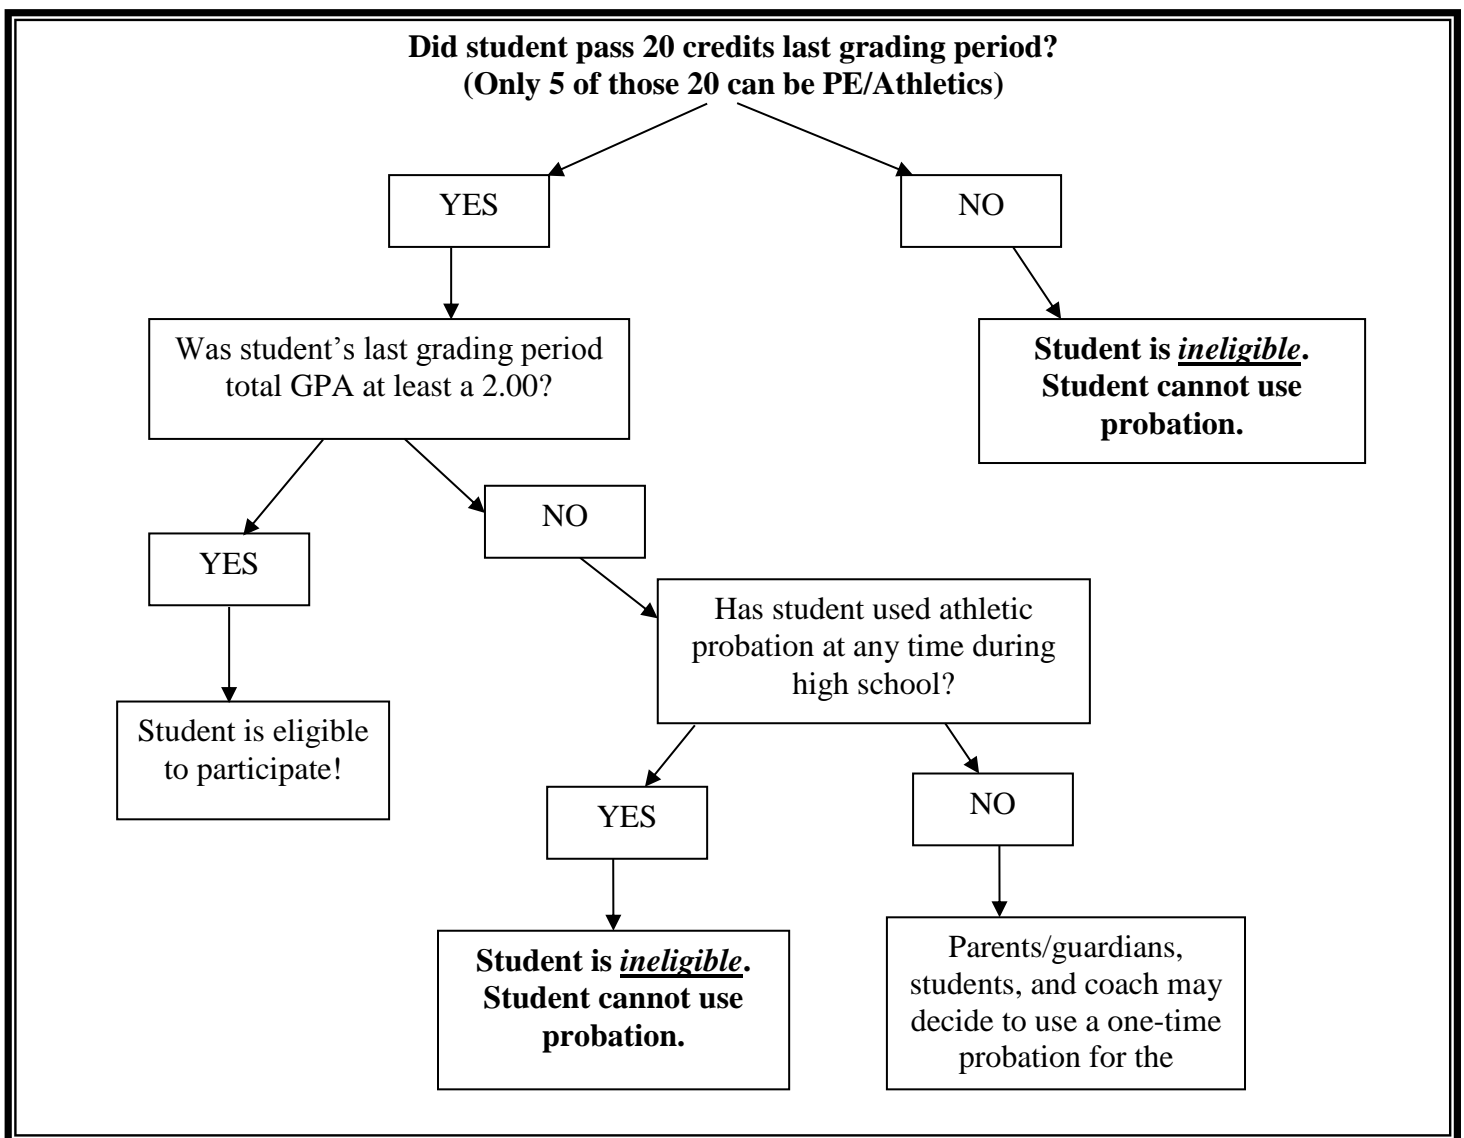 Did student pass 20 credits last grading period?
(Only 5 of those 20 can be PE/Athletics)
YES
NO
Was student’s last grading period
total GPA at least a 2.00?
Student is ineligible.
Student cannot use
probation.
YES
NO
Has student used athletic
probation at any time during
high school?
Student is eligible
to participate!
YES
NO
Student is ineligible.
Student cannot use
probation.
Parents/guardians,
students, and coach may
decide to use a one-time
probation for the